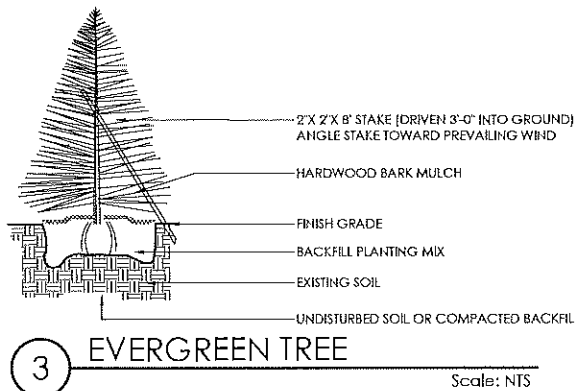 2"X 2"X 8' STAKE (DRIVEN 3'-0" INTO GROUND)
ANGLE STAKE TOWARD PREVAILING WIND
HARDWOOD BARK MULCH
FINISH GRADE
BACKFILL PLANTING MIX
EXISTING SOIL
UNDISTURBED SOIL OR COMPACTED BACKFIL
3 EVERGREEN TREE
Scale: NTS